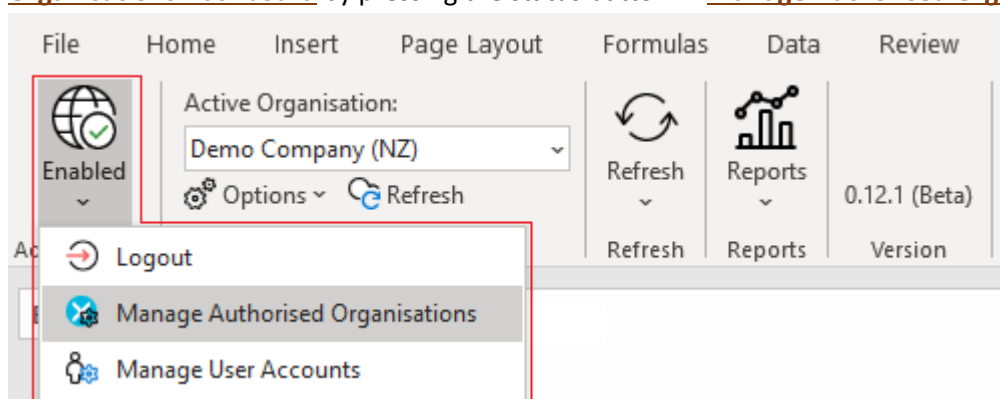 File Home Insert Page Layout Formulas Data Review
Active Organisation:
Demo Company (NZ)
Enabled
Options Refresh
Refresh
Reports
0.12.1 (Beta)
Refresh Reports Version
Logout
Manage Authorised Organisations
Manage User Accounts